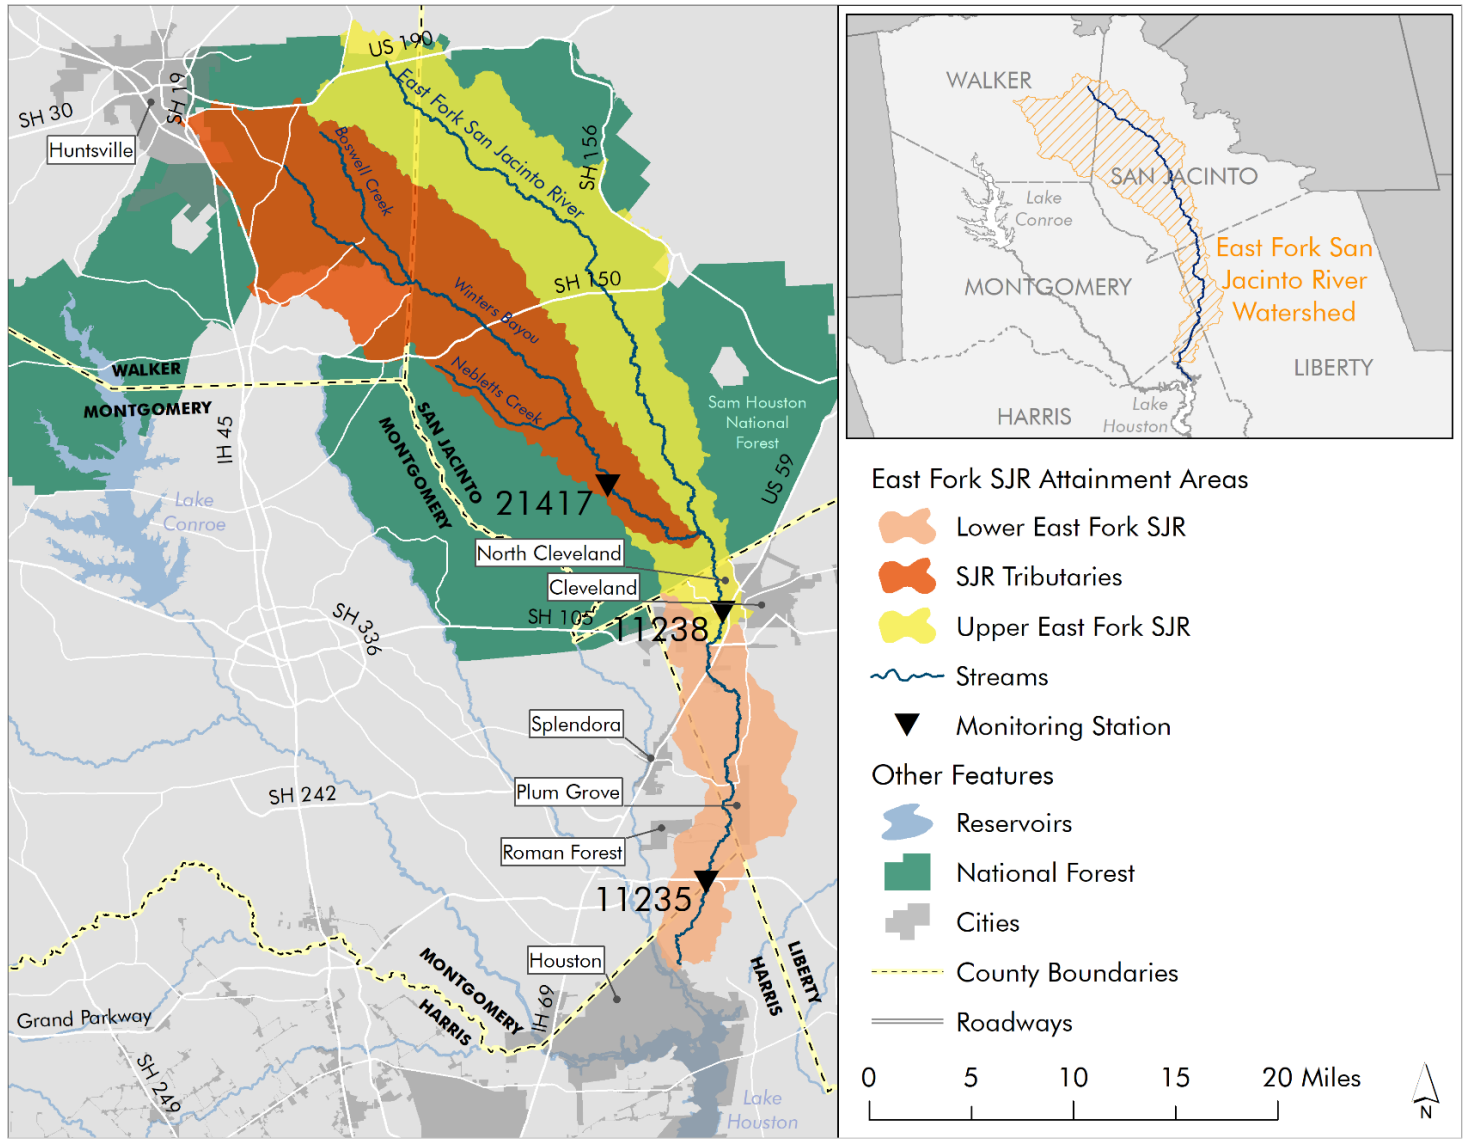 US 190
SH 19
SH 30
Huntsville
East Fork San Jacinto River
Boswell Creek
SH 156
SH 150
Winters Bayou
Nebletts Creek
WALKER
MONTGOMERY
SAN JACINTO
MONTGOMERY
IH 45
Sam Houston
National
Forest
US 59
21417
Lake
Conroe
North Cleveland
Cleveland
SH 105
11238
SH 336
Splendora
SH 242
Plum Grove
Roman Forest
11235
Houston
MONTGOMERY
HARRIS
LIBERTY
HARRIS
IH 69
Grand Parkway
SH 249
Lake
Houston
WALKER
SAN JACINTO
Lake
Conroe
MONTGOMERY
East Fork San
Jacinto River
Watershed
LIBERTY
HARRIS
Lake
Houston
East Fork SJR Attainment Areas
Lower East Fork SJR
SJR Tributaries
Upper East Fork SJR
Streams
Monitoring Station
Other Features
Reservoirs
National Forest
Cities
County Boundaries
Roadways
0 5 10 15 20 Miles
N